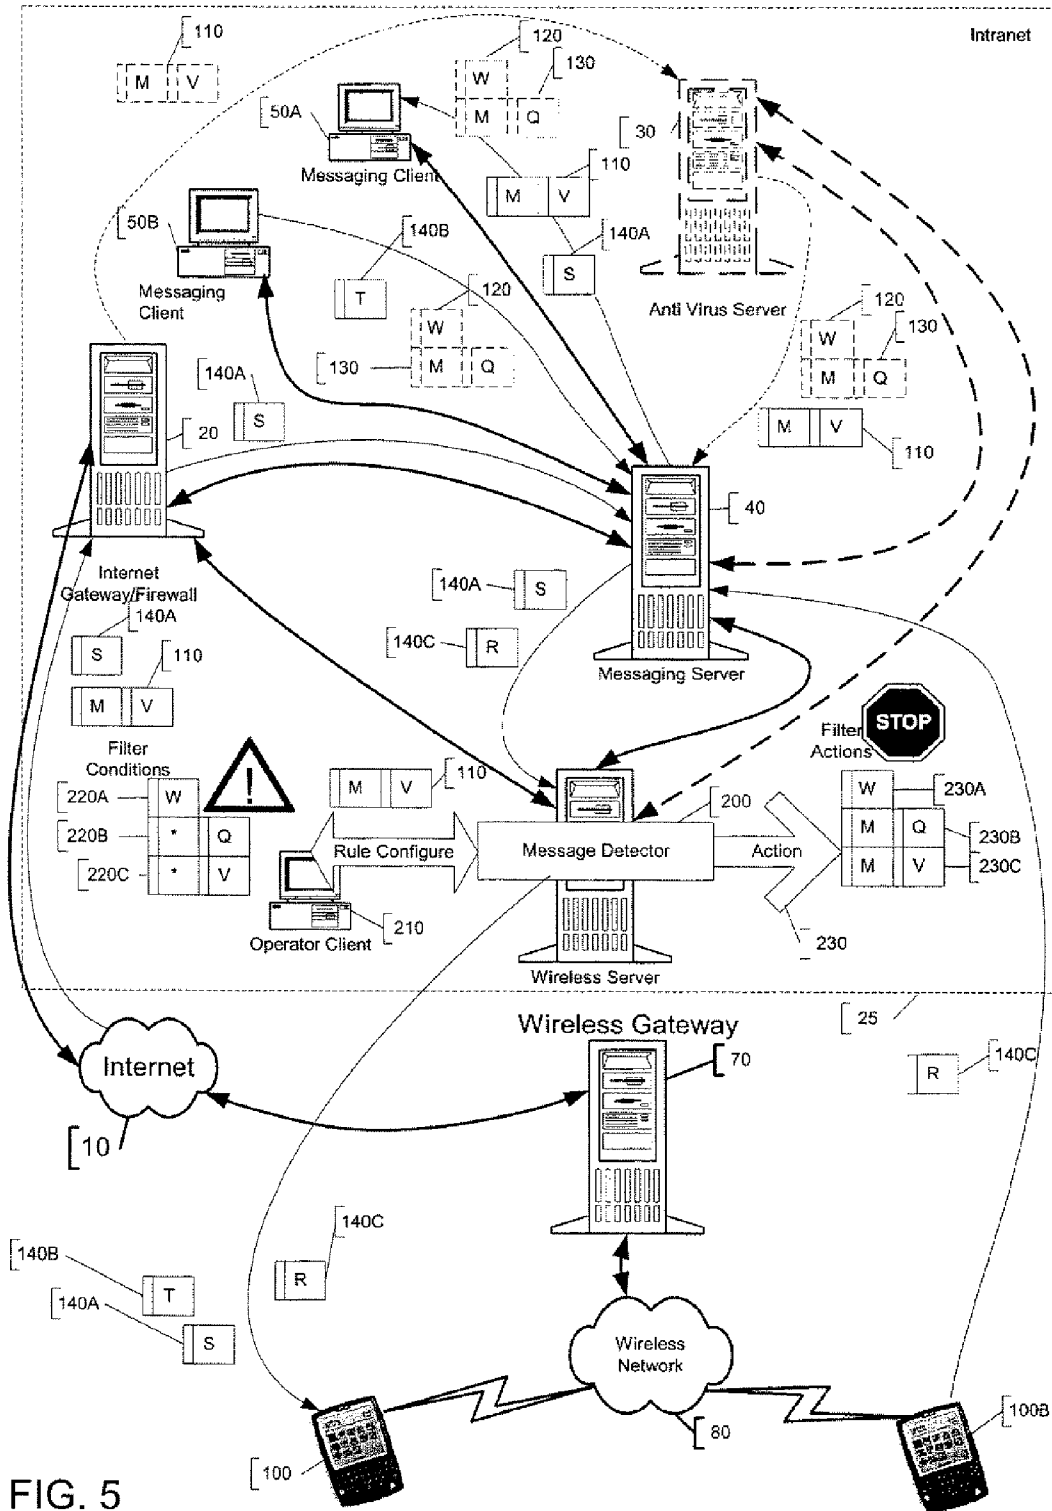 110
M V
Intranet
120
W
130
M Q
50A
30
Messaging Client
110
M V
50B
140B
140A
T
S
Messaging
Client
120
W
130
M Q
Anti Virus Server
120
W
130
M Q
140A
S
20
M V
110
40
Internet
Gateway/Firewall
140A
S
140A
S
140C
R
110
M V
Messaging Server
STOP
Filter
Actions
Filter
Conditions
!
220A
W
220B
* Q
220C
* V
110
M V
Rule Configure
200
Message Detector
Action
W
230A
M Q
230B
M V
230C
210
Operator Client
230
Wireless Server
25
Wireless Gateway
70
Internet
10
140C
R
140C
R
140B
T
140A
S
Wireless
Network
80
100
100B
FIG. 5